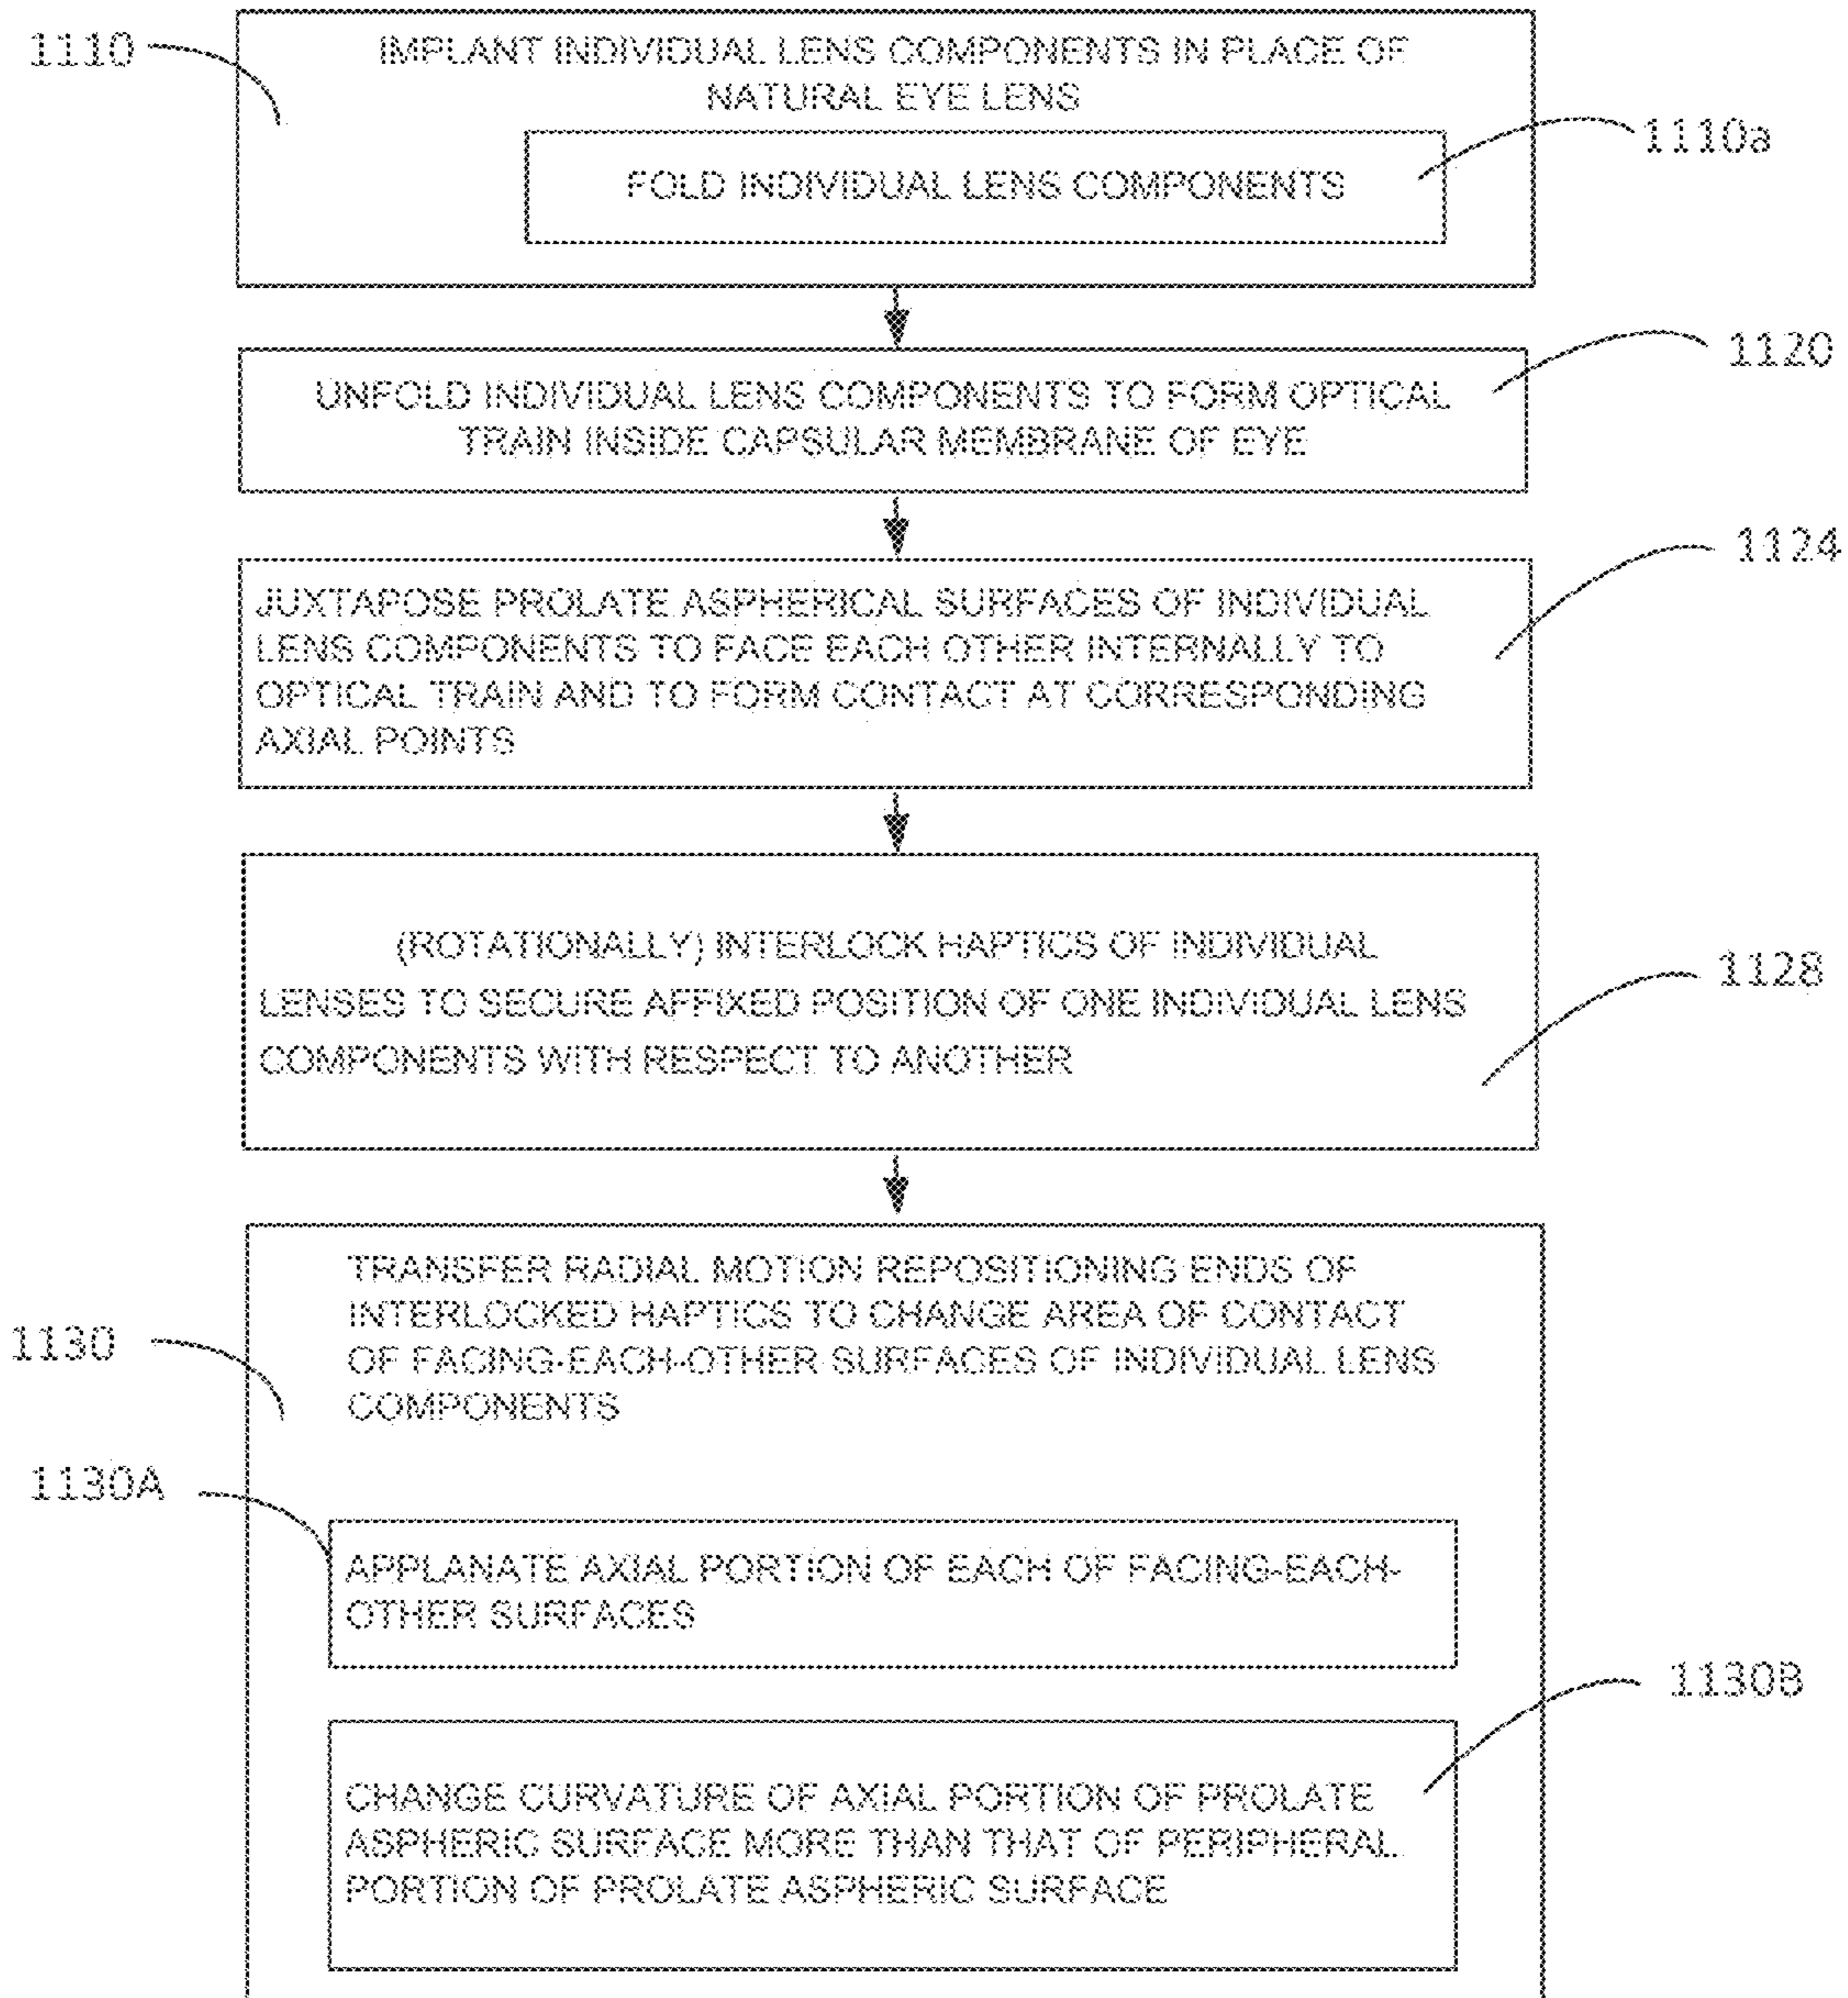 1110
IMPLANT INDIVIDUAL LENS COMPONENTS IN PLACE OF
NATURAL EYE LENS
1110a
FOLD INDIVIDUAL LENS COMPONENTS
1120
UNFOLD INDIVIDUAL LENS COMPONENTS TO FORM OPTICAL
TRAIN INSIDE CAPSULAR MEMBRANE OF EYE
1124
JUXTAPOSE PROLATE ASPHERICAL SURFACES OF INDIVIDUAL
LENS COMPONENTS TO FACE EACH OTHER INTERNALLY TO
OPTICAL TRAIN AND TO FORM CONTACT AT CORRESPONDING
AXIAL POINTS
(ROTATIONALLY) INTERLOCK HAPTICS OF INDIVIDUAL
1128
LENSES TO SECURE AFFIXED POSITION OF ONE INDIVIDUAL LENS
COMPONENTS WITH RESPECT TO ANOTHER
TRANSFER RADIAL MOTION REPOSITIONING ENDS OF
INTERLOCKED HAPTICS TO CHANGE AREA OF CONTACT
1130
OF FACING-EACH-OTHER SURFACES OF INDIVIDUAL LENS
COMPONENTS
1130A
APPLANATE AXIAL PORTION OF EACH OF FACING-EACH-
OTHER SURFACES
1130B
CHANGE CURVATURE OF AXIAL PORTION OF PROLATE
ASPHERIC SURFACE MORE THAN THAT OF PERIPHERAL
PORTION OF PROLATE ASPHERIC SURFACE